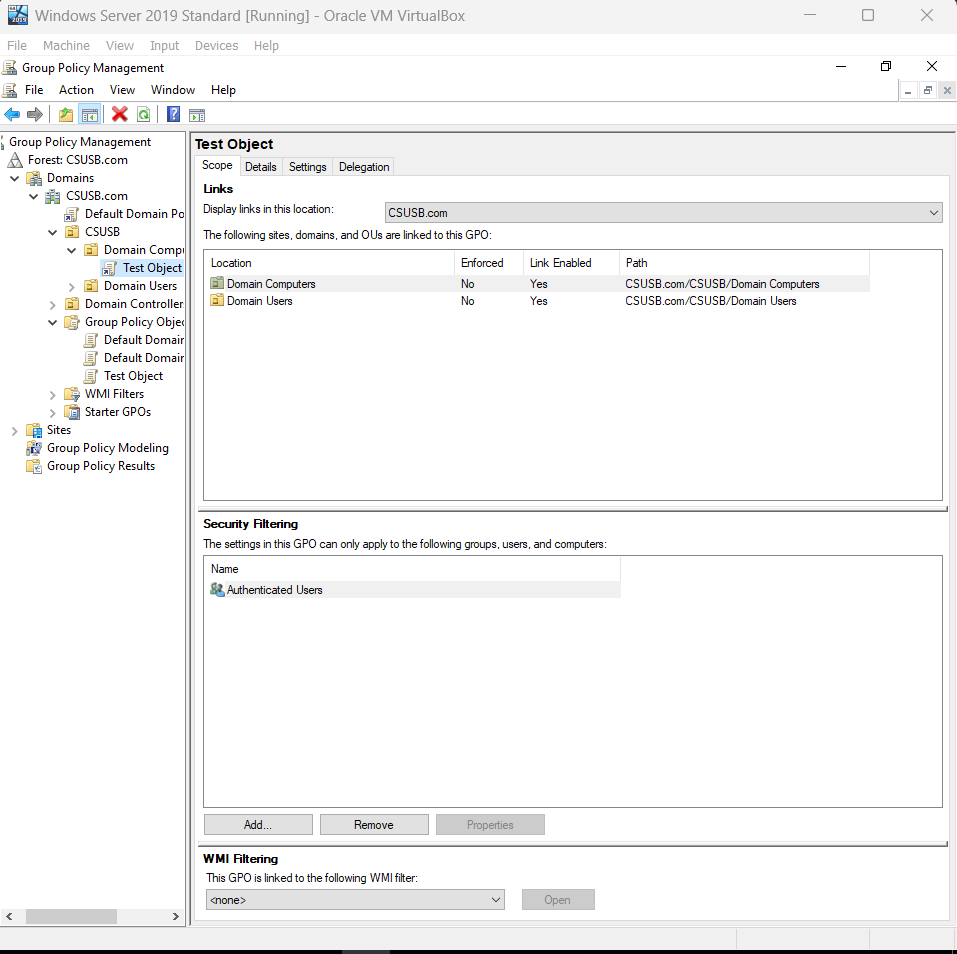 Windows Server 2019 Standard [Running] - Oracle VM VirtualBox
File Machine View Input Devices Help
Group Policy Management
File Action View Window Help
Group Policy Management
Forest: CSUSB.com
Domains
CSUSB.com
Default Domain Po
CSUSB
Domain Compu
Test Object
Domain Users
Domain Controller
Group Policy Objec
Default Domain
Default Domain
Test Object
WMI Filters
Starter GPOs
Sites
Group Policy Modeling
Group Policy Results
Test Object
Scope Details Settings Delegation
Links
Display links in this location: CSUSB.com
The following sites, domains, and OUs are linked to this GPO:
Location Enforced Link Enabled Path
Domain Computers No Yes CSUSB.com/CSUSB/Domain Computers
Domain Users No Yes CSUSB.com/CSUSB/Domain Users
Security Filtering
The settings in this GPO can only apply to the following groups, users, and computers:
Name
Authenticated Users
Add... Remove Properties
WMI Filtering
This GPO is linked to the following WMI filter:
<none> Open